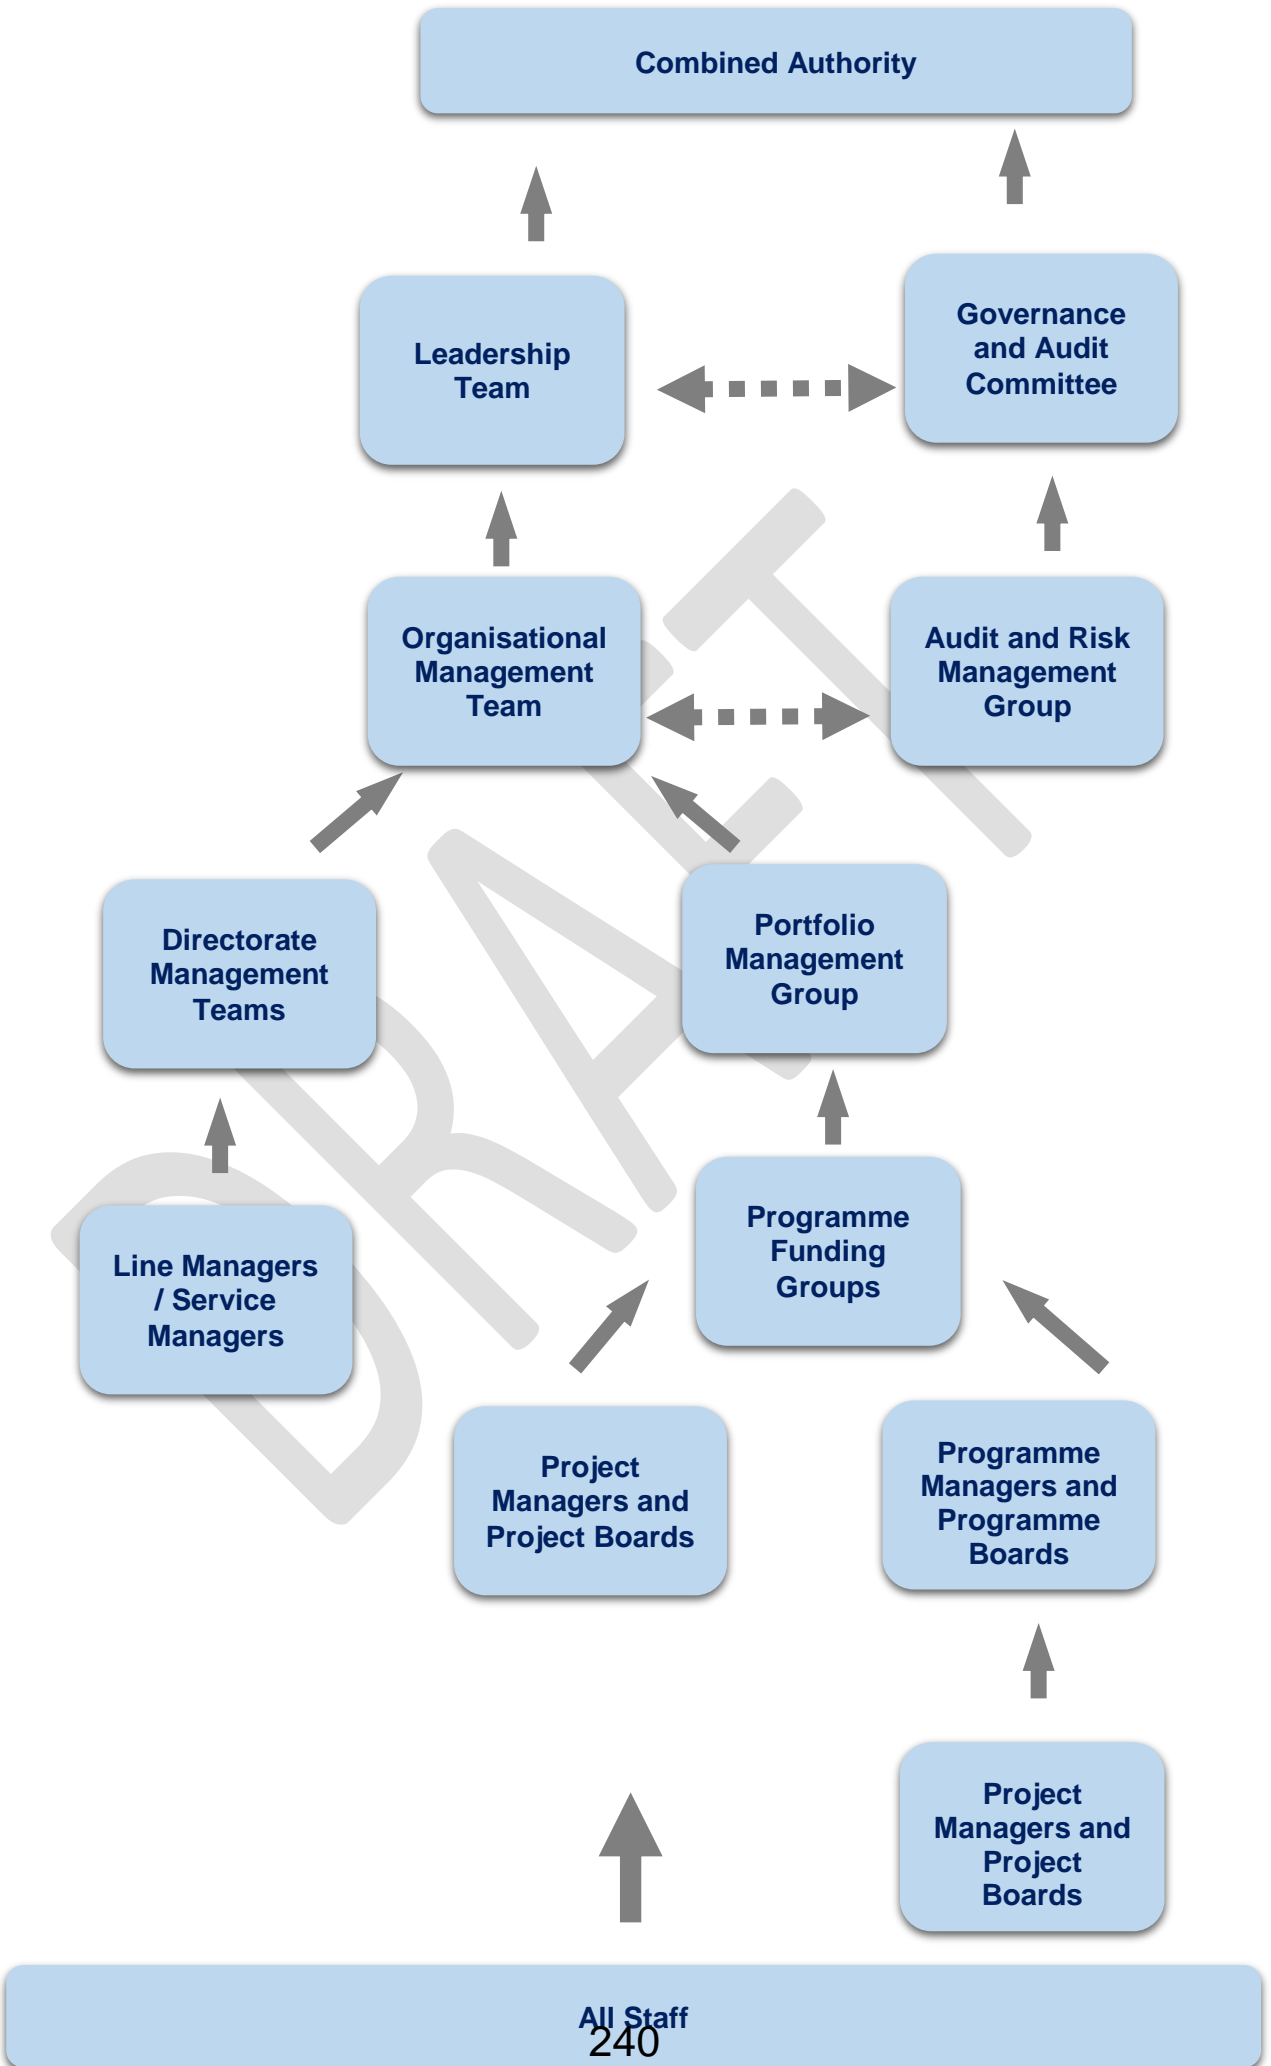 Combined Authority
Leadership
Team
Governance
and Audit
Committee
Organisational
Management
Team
Audit and Risk
Management
Group
Directorate
Management
Teams
Portfolio
Management
Group
Line Managers
/ Service
Managers
Programme
Funding
Groups
Project
Managers and
Project Boards
Programme
Managers and
Programme
Boards
Project
Managers and
Project
Boards
All Staff
240
DRAFT